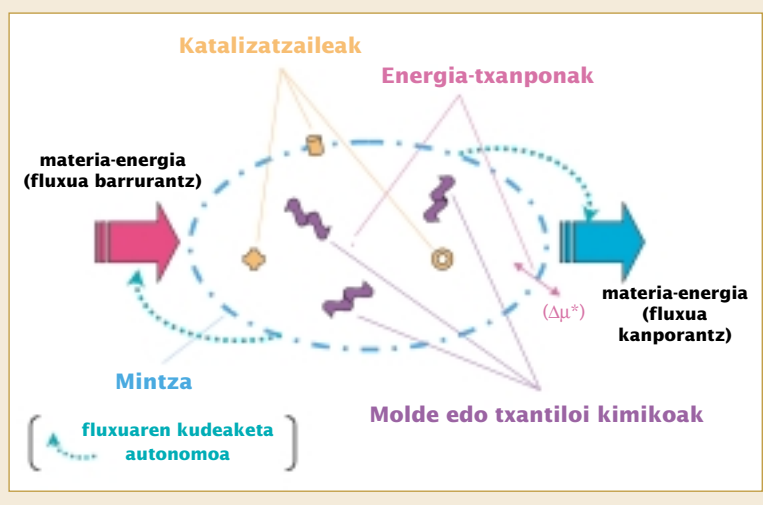 Katalizatzaileak
Energia-txanponak
materia-energia
(fluxua barrurantz)
materia-energia
(fluxua
kanporantz)
(Δμ*)
Mintza
Molde edo txantiloi kimikoak
fluxuaren kudeaketa
autonomoa